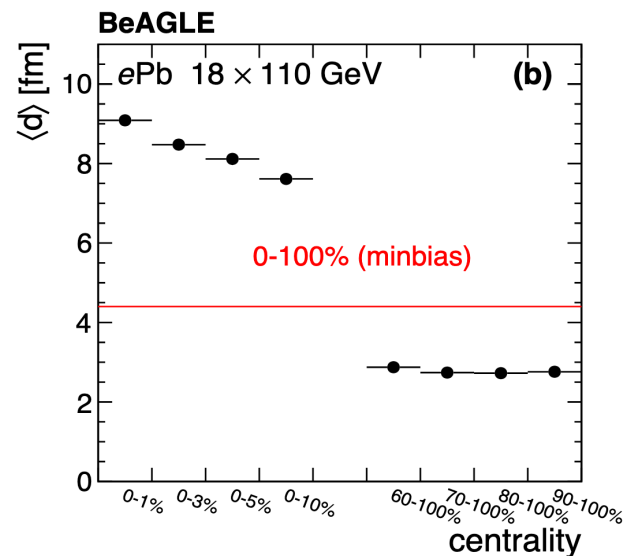 BeAGLE
ePb 18 × 110 GeV
(b)
⟨d⟩ [fm]
10
8
6
4
2
0
0-100% (minbias)
0-1%
0-3%
0-5%
0-10%
60-100%
70-100%
80-100%
90-100%
centrality